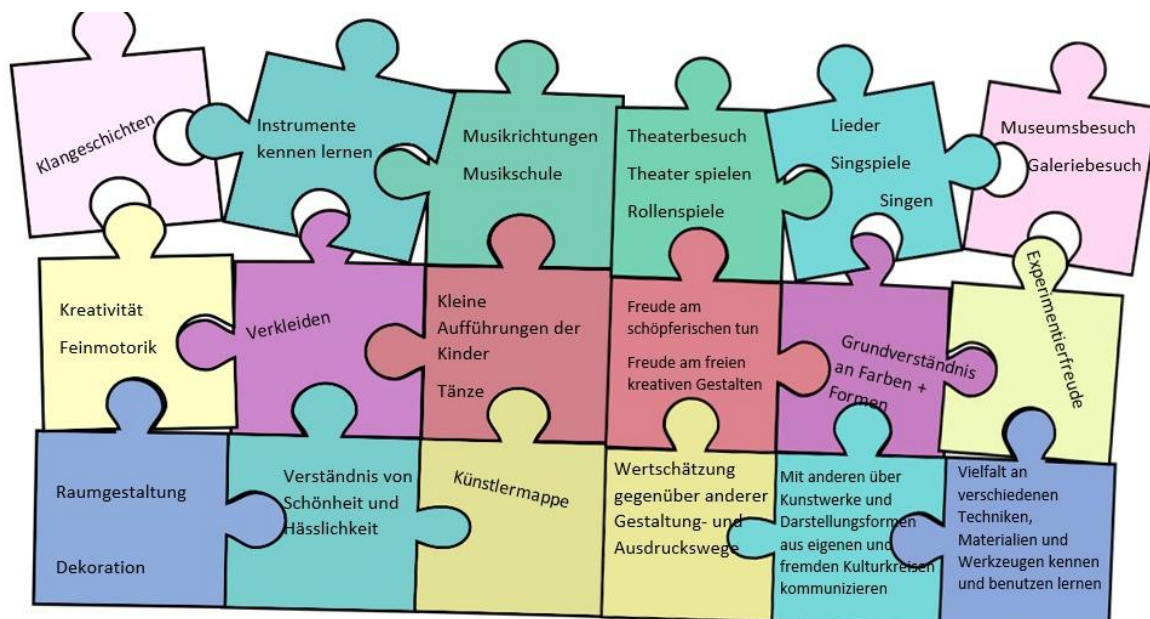 Klangeschichten
Instrumente
kennen lernen
Musikrichtungen
Musikschule
Theaterbesuch
Theater spielen
Rollenspiele
Lieder
Singspiele
Singen
Museumsbesuch
Galeriebesuch
Kreativität
Feinmotorik
Verkleiden
Kleine
Aufführungen der
Kinder
Tänze
Freude am
schöpferischen tun
Freude am freien
kreativen Gestalten
Grundverständnis
an Farben +
Formen
Experimentierfreude
Raumgestaltung
Dekoration
Verständnis von
Schönheit und
Hässlichkeit
Künstlermappe
Wertschätzung
gegenüber anderer
Gestaltung- und
Ausdruckswege
Mit anderen über
Kunstwerke und
Darstellungsformen
aus eigenen und
fremden Kulturkreisen
kommunizieren
Vielfalt an
verschiedenen
Techniken,
Materialien und
Werkzeugen kennen
und benutzen lernen